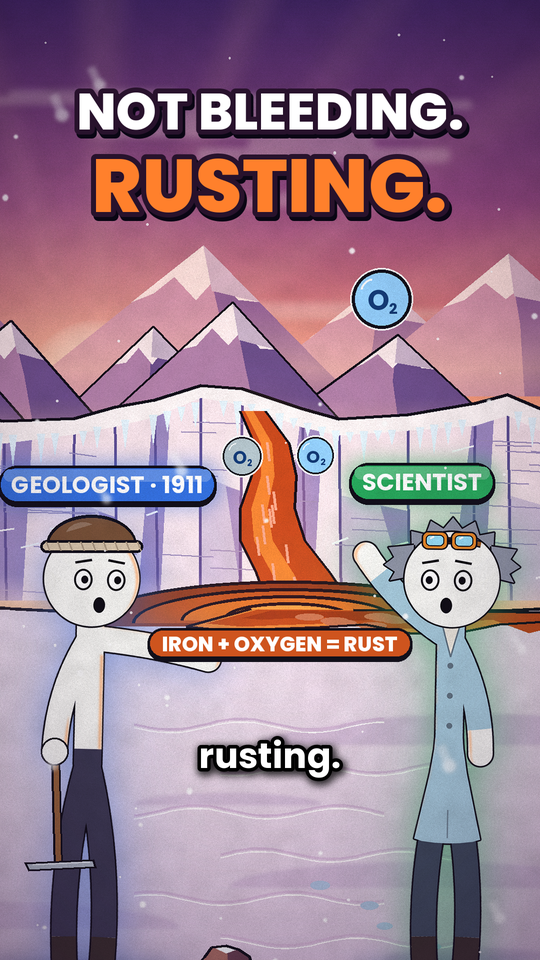 NOT BLEEDING.
RUSTING.
O₂
O₂
O₂
GEOLOGIST · 1911
SCIENTIST
IRON + OXYGEN = RUST
rusting.